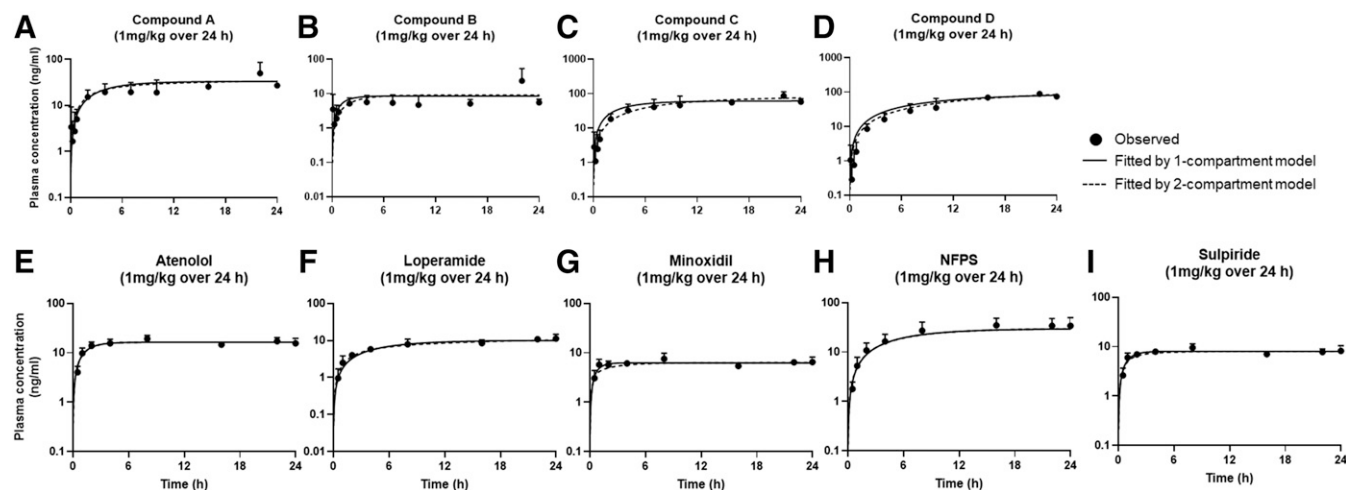 A
Compound A
(1mg/kg over 24 h)
Plasma concentration (ng/ml)
100
10
1
0.1
0
6
12
18
24
B
Compound B
(1mg/kg over 24 h)
100
10
1
0.1
0.01
0
6
12
18
24
C
Compound C
(1mg/kg over 24 h)
1000
100
10
1
0.1
0
6
12
18
24
D
Compound D
(1mg/kg over 24 h)
1000
100
10
1
0.1
0
6
12
18
24
Observed
Fitted by 1-compartment model
Fitted by 2-compartment model
E
Atenolol
(1mg/kg over 24 h)
Plasma concentration
(ng/ml)
100
10
1
0.1
0
6
12
18
24
Time (h)
F
Loperamide
(1mg/kg over 24 h)
100
10
1
0.1
0.01
0
6
12
18
24
Time (h)
G
Minoxidil
(1mg/kg over 24 h)
100
10
1
0.1
0
6
12
18
24
Time (h)
H
NFPS
(1mg/kg over 24 h)
100
10
1
0.1
0
6
12
18
24
Time (h)
I
Sulpiride
(1mg/kg over 24 h)
100
10
1
0.1
0
6
12
18
24
Time (h)